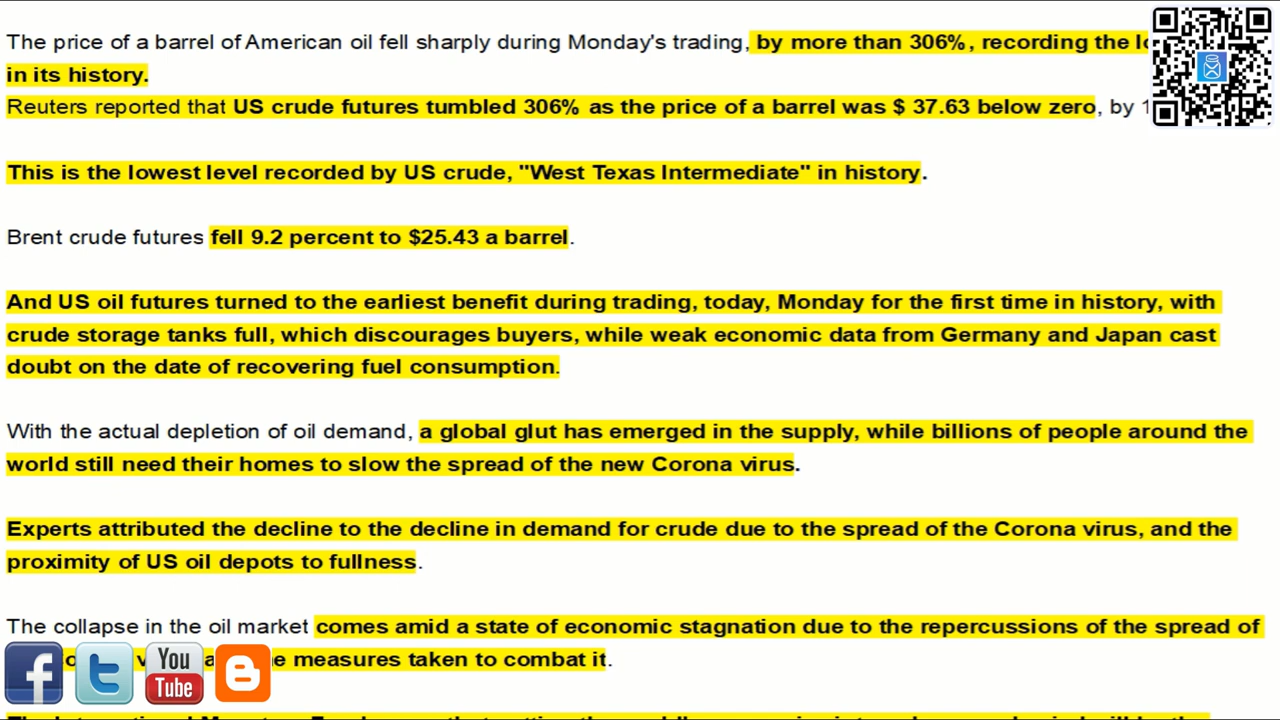 The price of a barrel of American oil fell sharply during Monday's trading, by more than 306%, recording the
in its history.
Reuters reported that US crude futures tumbled 306% as the price of a barrel was $ 37.63 below zero, by
This is the lowest level recorded by US crude, "West Texas Intermediate" in history.
Brent crude futures fell 9.2 percent to $25.43 a barrel.
And US oil futures turned to the earliest benefit during trading, today, Monday for the first time in history, with
crude storage tanks full, which discourages buyers, while weak economic data from Germany and Japan cast
doubt on the date of recovering fuel consumption.
With the actual depletion of oil demand, a global glut has emerged in the supply, while billions of people around the
world still need their homes to slow the spread of the new Corona virus.
Experts attributed the decline to the decline in demand for crude due to the spread of the Corona virus, and the
proximity of US oil depots to fullness.
The collapse in the oil market comes amid a state of economic stagnation due to the repercussions of the spread of
measures taken to combat it.
You
Tube